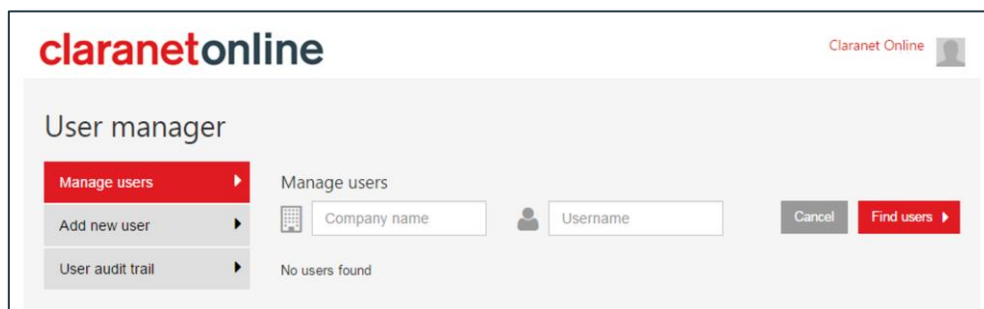 claranetonline
Claranet Online
User manager
Manage users
Add new user
User audit trail
Manage users
Company name
Username
Cancel
Find users
No users found